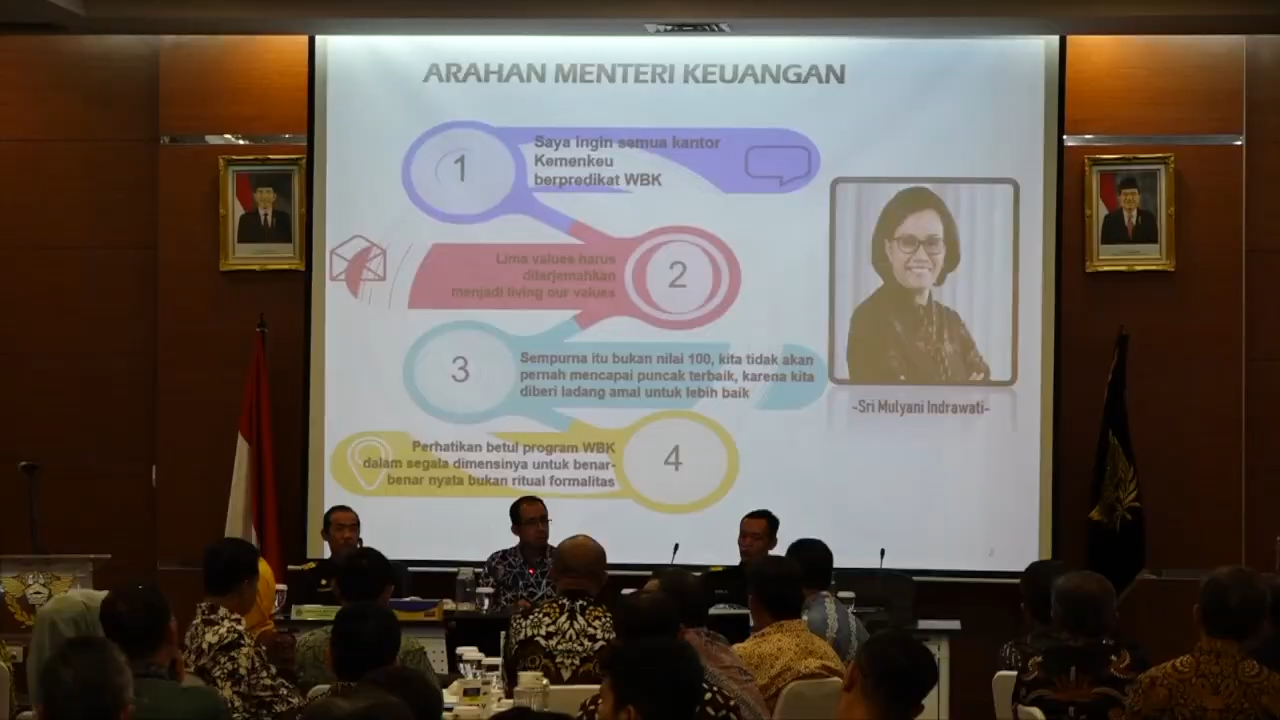 ARAHAN MENTERI KEUANGAN
1
Saya ingin semua kantor
Kemenkeu
berpredikat WBK
2
Lima values harus
diterjemahkan
menjadi living our values
3
Sempurna itu bukan nilai 100, kita tidak akan
pernah mencapai puncak terbaik, karena kita
diberi ladang amal untuk lebih baik
-Sri Mulyani Indrawati-
4
Perhatikan betul program WBK
dalam segala dimensinya untuk benar-
benar nyata bukan ritual formalitas